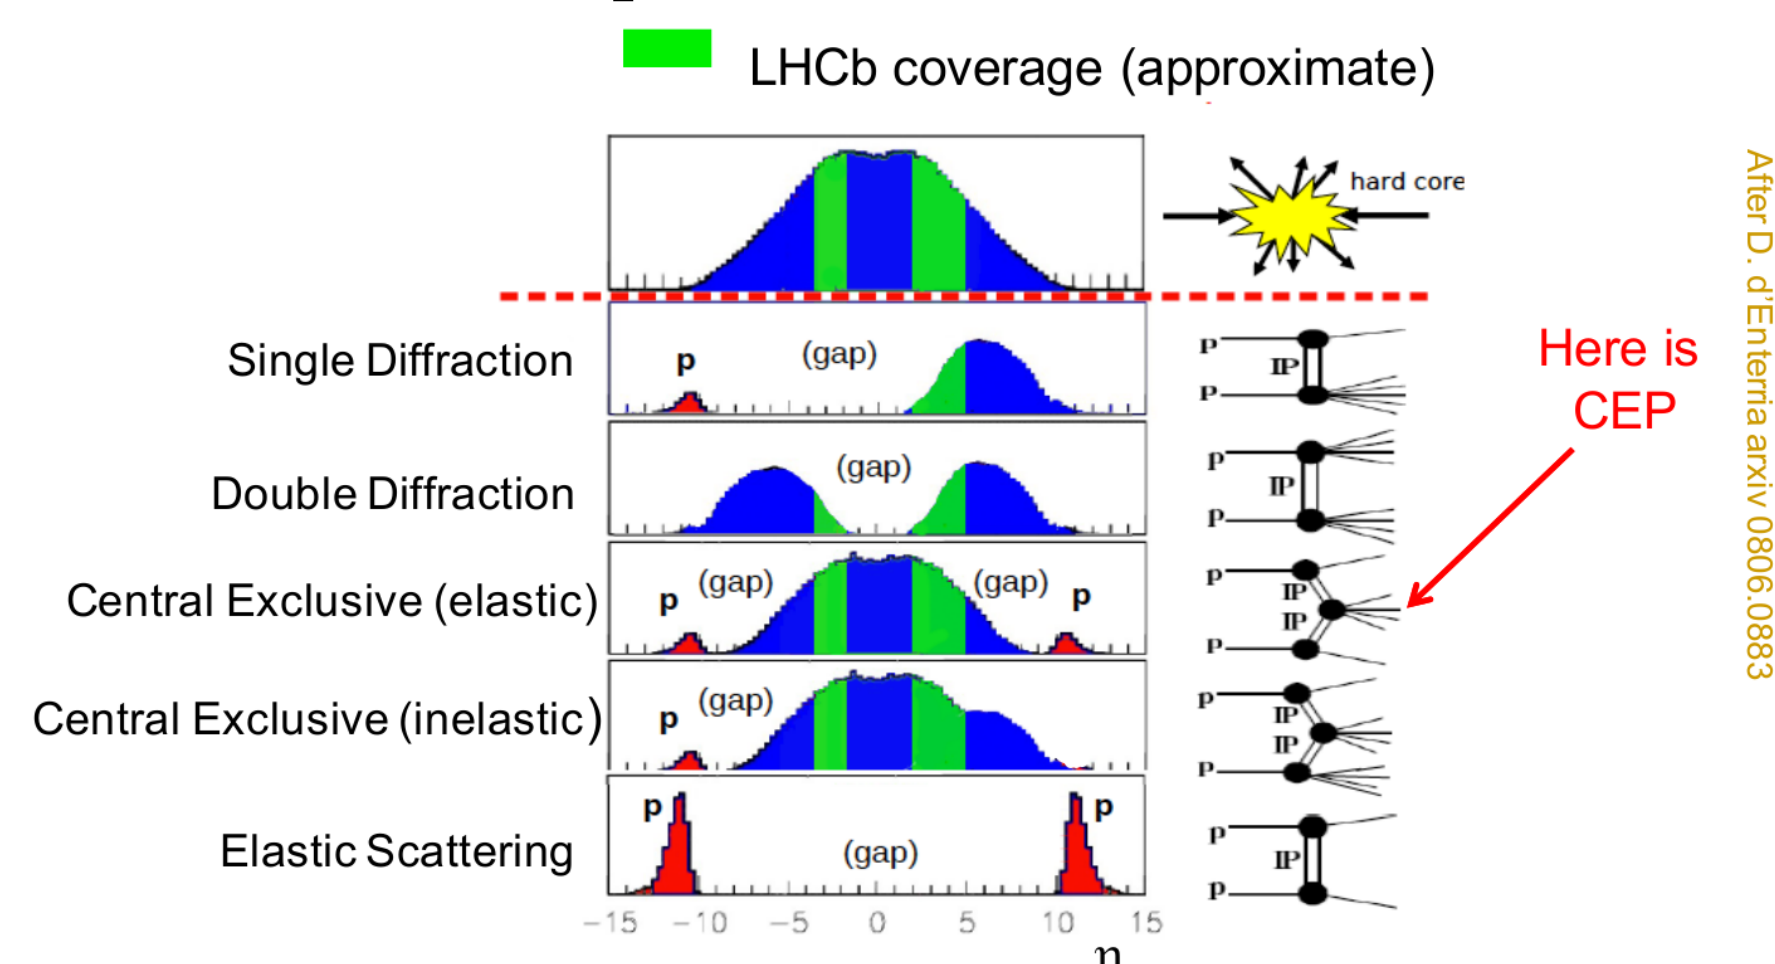 LHCb coverage (approximate)
hard core
Single Diffraction
p
(gap)
P
IP
P
Here is
CEP
After D. d'Enterria arxiv 0806.0883
Double Diffraction
(gap)
p
IP
p
Central Exclusive (elastic)
p
(gap)
(gap)
p
p
IP
IP
p
Central Exclusive (inelastic)
p
(gap)
p
IP
IP
p
Elastic Scattering
p
(gap)
p
p
IP
p
−15 −10 −5 0 5 10 15
η